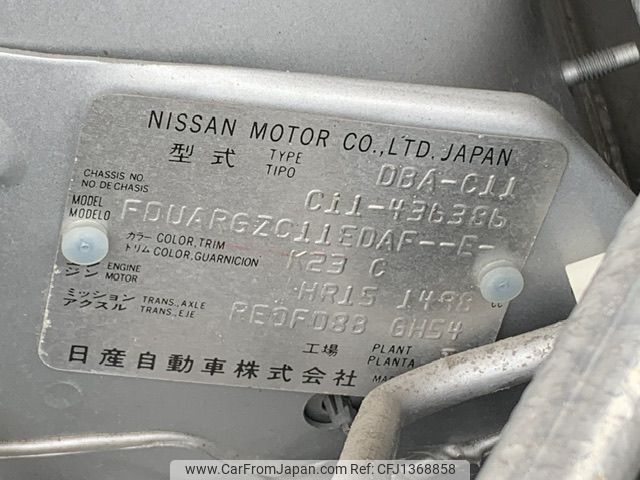 NISSAN MOTOR CO.,LTD. JAPAN
型式 TYPE TIPO DBA-C11
CHASSIS NO. NO.DE CHASIS C11-436386
MODEL MODELO FDUARGZC11EDAF--E-
カラー トリム COLOR,TRIM COLOR,GUARNICION K23 C
ジン ENGINE MOTOR HR15 1498 cc
ミッション アクスル TRANS.,AXLE TRANS.,EJE RE0F08B GH54
工場 PLANT PLANTA
日産自動車株式会社
www.CarFromJapan.com | www.CarFromJapan.com | CFJ1368858